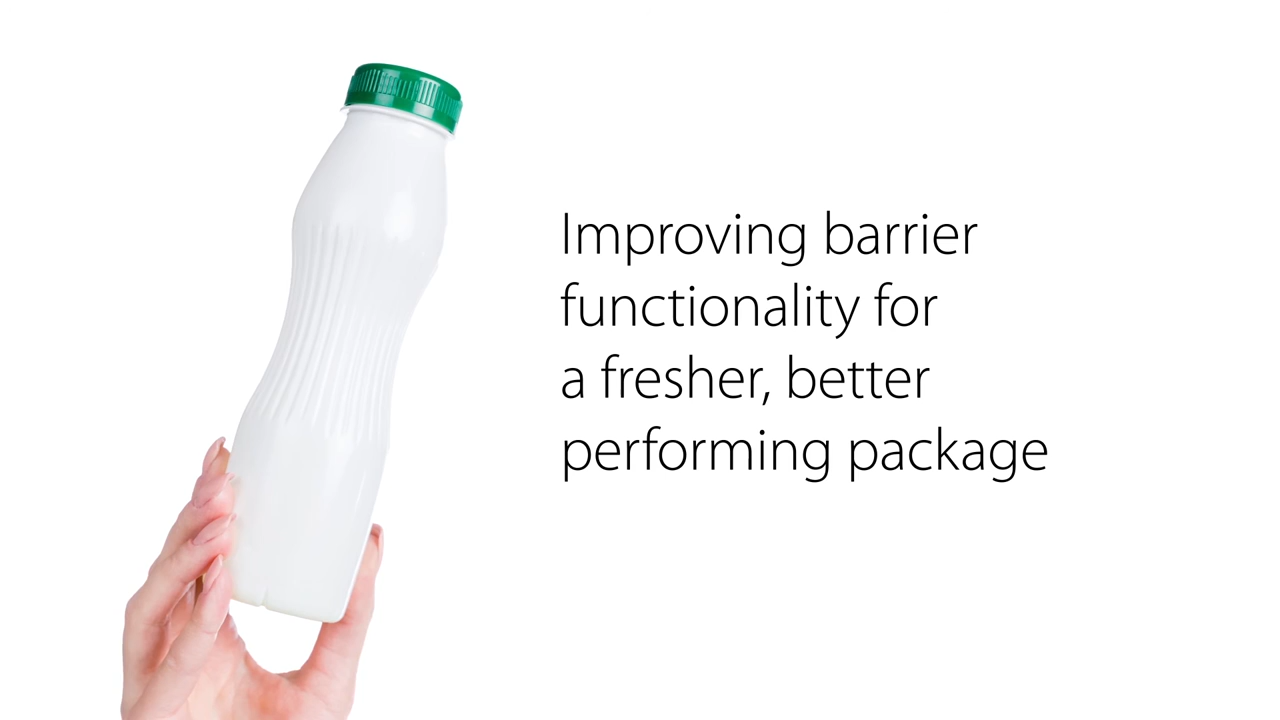 Improving barrier
functionality for
a fresher, better
performing package